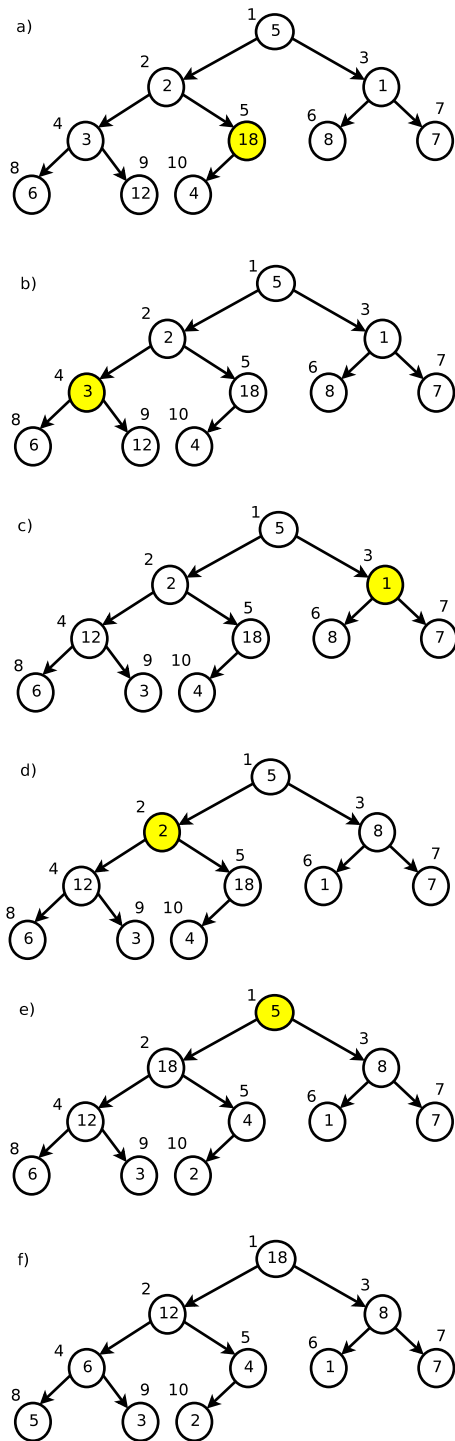 a)
1 5
2 2 3 1
4 3 5 18 6 8 7 7
8 6 9 12 10 4
b)
1 5
2 2 3 1
4 3 5 18 6 8 7 7
8 6 9 12 10 4
c)
1 5
2 2 3 1
4 12 5 18 6 8 7 7
8 6 9 3 10 4
d)
1 5
2 2 3 8
4 12 5 18 6 1 7 7
8 6 9 3 10 4
e)
1 5
2 18 3 8
4 12 5 4 6 1 7 7
8 6 9 3 10 2
f)
1 18
2 12 3 8
4 6 5 4 6 1 7 7
8 5 9 3 10 2